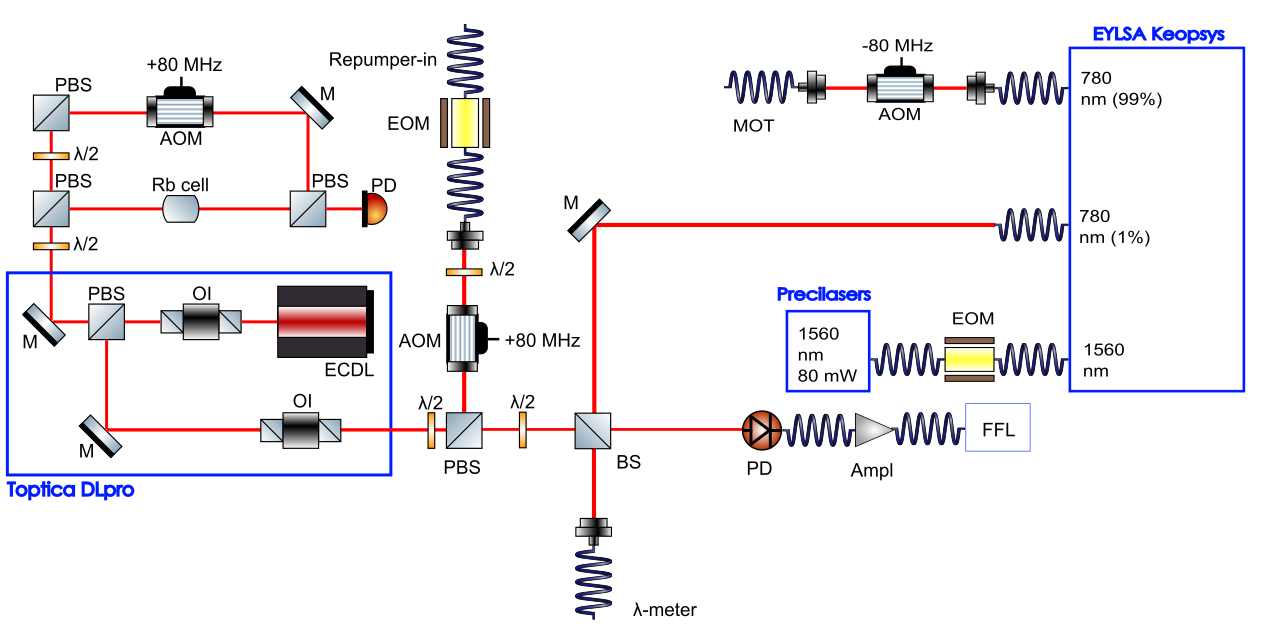 EYLSA Keopsys
-80 MHz
Repumper-in
+80 MHz
PBS
M
780
nm (99%)
AOM
MOT
AOM
EOM
λ/2
PBS
Rb cell
PBS
PD
M
780
nm (1%)
λ/2
λ/2
PBS
OI
Precilasers
EOM
M
AOM
+80 MHz
1560
nm
80 mW
1560
nm
ECDL
OI
λ/2
λ/2
M
FFL
PBS
BS
PD
Ampl
Toptica DLpro
λ-meter